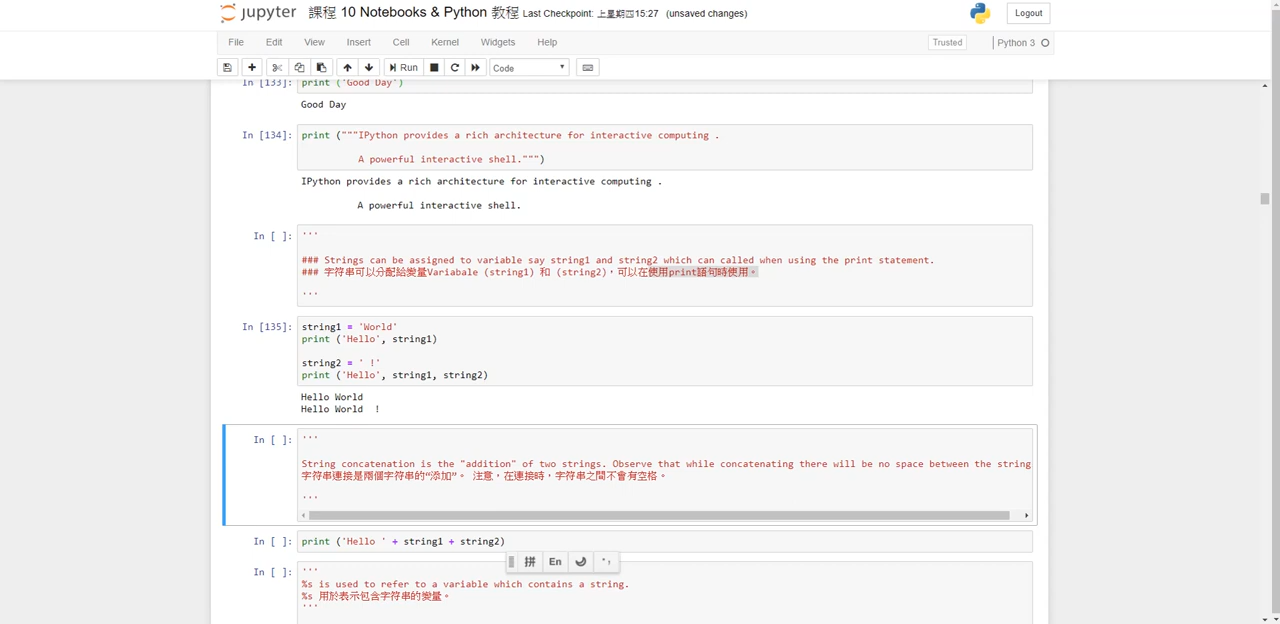 jupyter 課程 10 Notebooks & Python 教程 Last Checkpoint: 上星期四15:27 (unsaved changes) Logout
File Edit View Insert Cell Kernel Widgets Help Trusted Python 3
Run Code
In [133]: print ('Good Day')
Good Day
In [134]: print ("""IPython provides a rich architecture for interactive computing .
A powerful interactive shell.""")
IPython provides a rich architecture for interactive computing .
A powerful interactive shell.
In [ ]: '''
### Strings can be assigned to variable say string1 and string2 which can called when using the print statement.
### 字符串可以分配給變量Variabale (string1) 和 (string2)，可以在使用print語句時使用。
'''
In [135]: string1 = 'World'
print ('Hello', string1)
string2 = ' !'
print ('Hello', string1, string2)
Hello World
Hello World  !
In [ ]: '''
String concatenation is the "addition" of two strings. Observe that while concatenating there will be no space between the string
字符串連接是兩個字符串的“添加”。 注意，在連接時，字符串之間不會有空格。
'''
In [ ]: print ('Hello ' + string1 + string2)
拼 En
In [ ]: '''
%s is used to refer to a variable which contains a string.
%s 用於表示包含字符串的變量。
'''